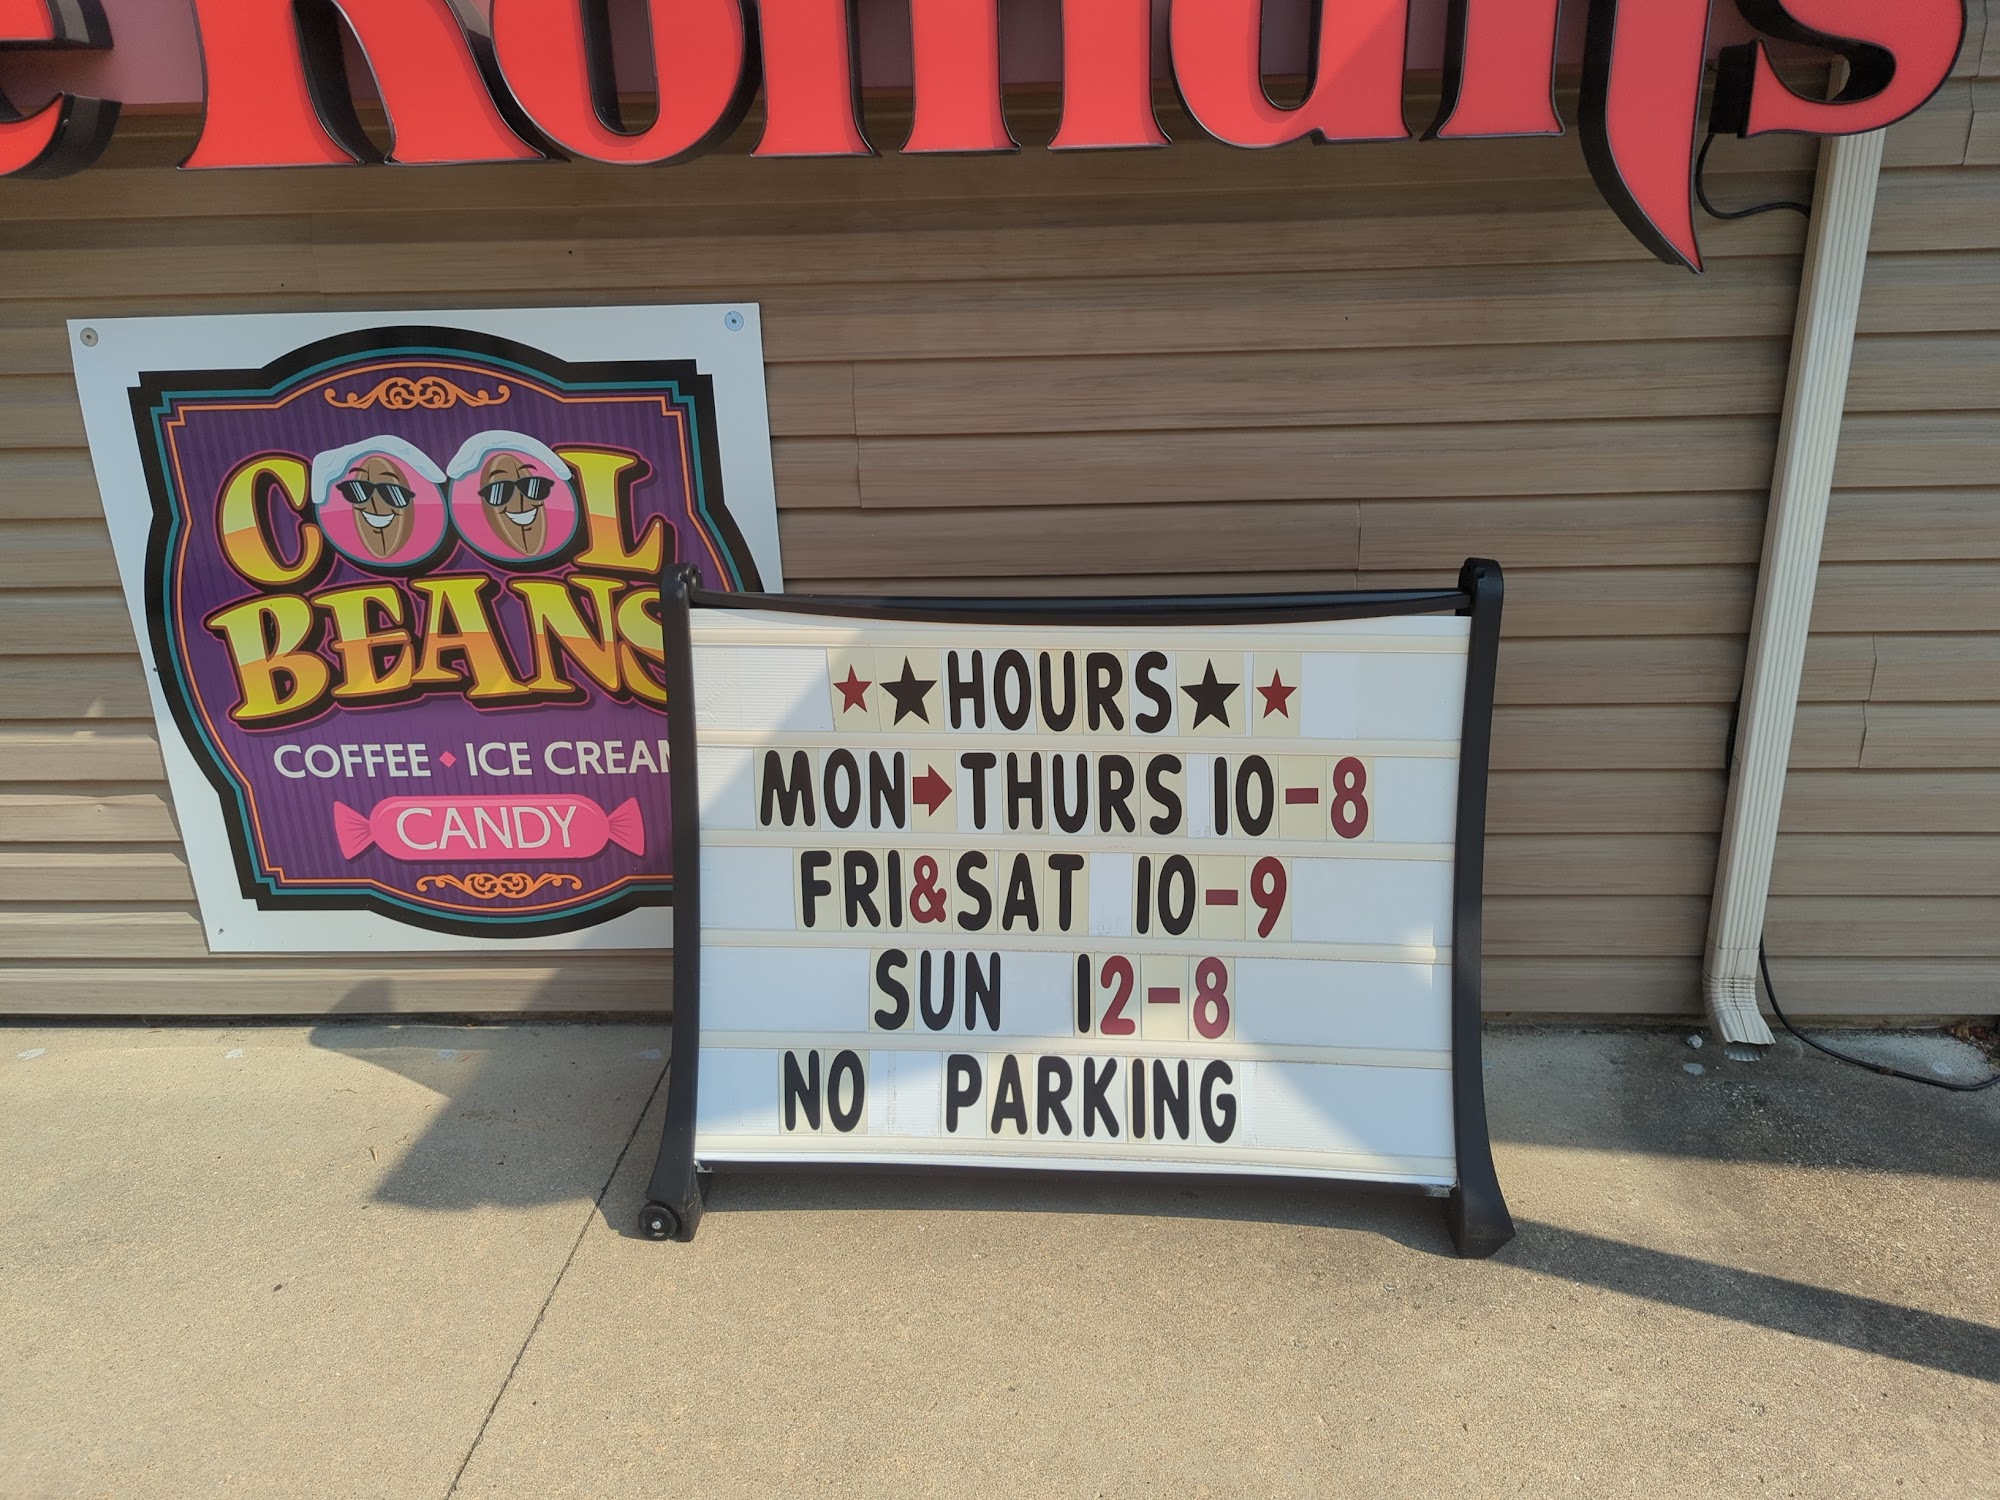 COOL
BEANS
COFFEE ICE CREAM
CANDY
HOURS
MON→THURS 10-8
FRI&SAT 10-9
SUN 12-8
NO PARKING